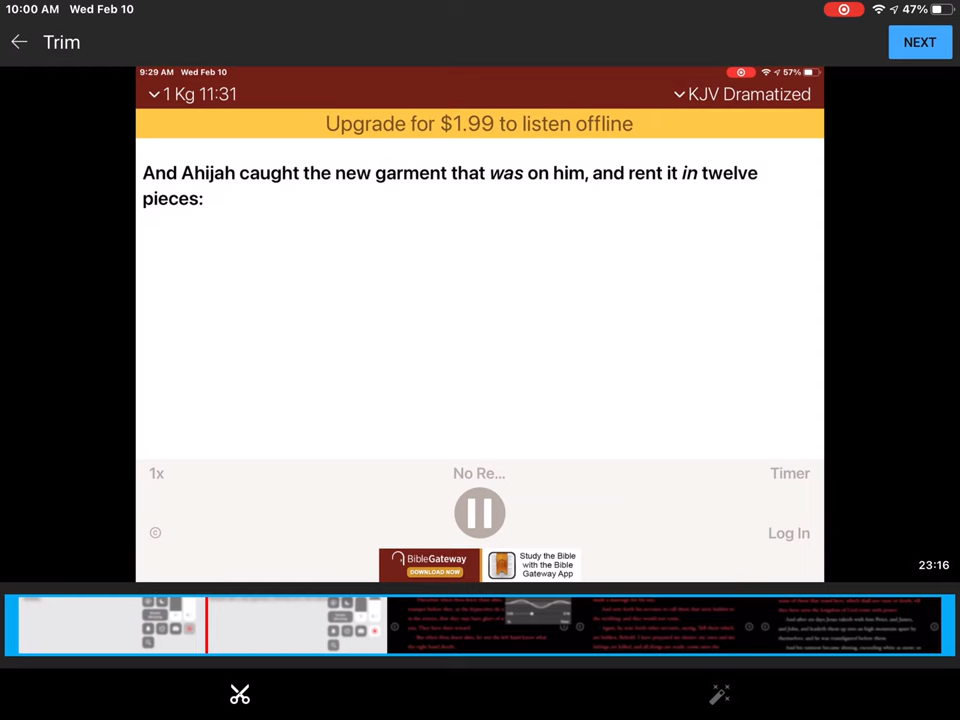 10:00 AM Wed Feb 10
47%
Trim
NEXT
9:29 AM Wed Feb 10
57%
1 Kg 11:31
KJV Dramatized
Upgrade for $1.99 to listen offline
And Ahijah caught the new garment that was on him, and rent it in twelve
pieces:
1x
No Re...
Timer
©
Log In
BibleGateway
DOWNLOAD NOW
Study the Bible
with the Bible
Gateway App
23:16